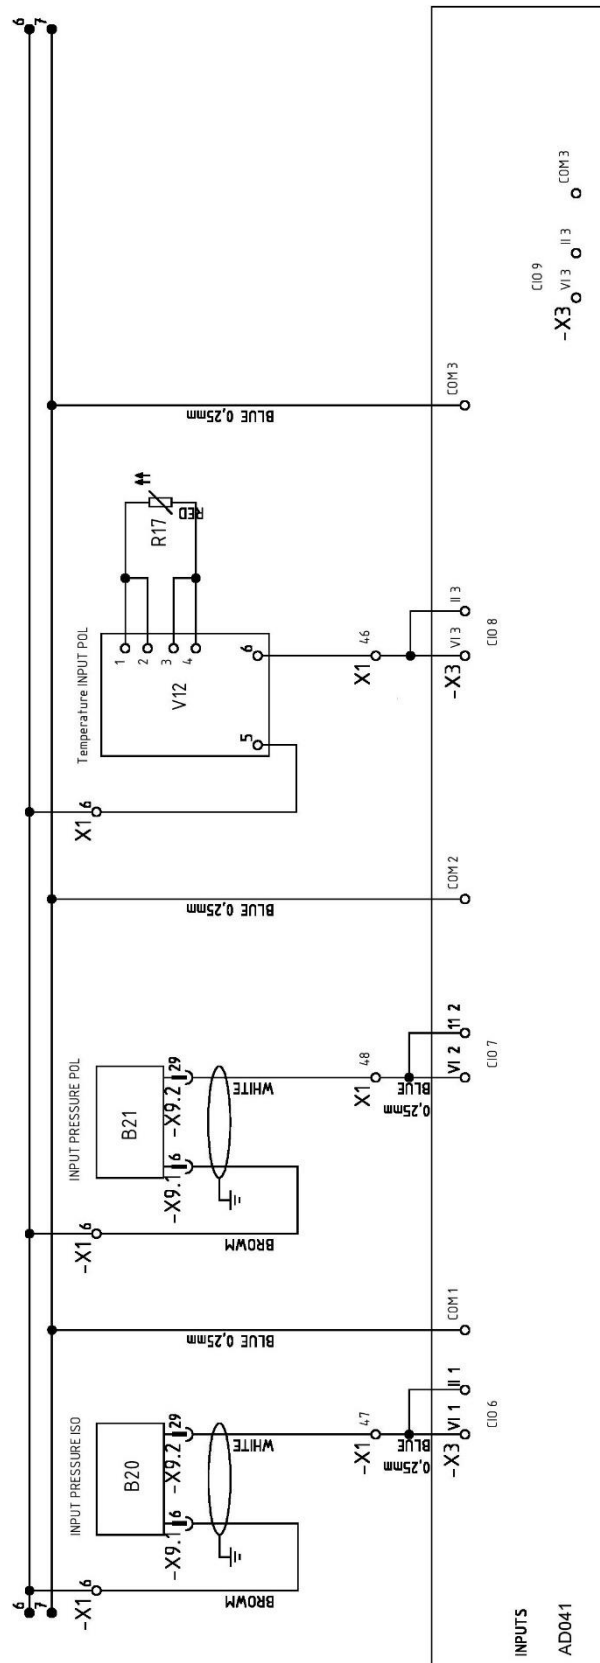 6
7
6
7
-X1 6
INPUT PRESSURE ISO
B20
-X9.1 6
-X9.2 29
BROWM
WHITE
-X1 47
BLUE
0,25mm
-X3 VI 1 II 1
CIO 6
BLUE 0,25mm
COM 1
-X1 6
INPUT PRESSURE POL
B21
-X9.1 6
-X9.2 29
BROWM
WHITE
X1 48
BLUE
0,25mm
VI 2 11 2
CIO 7
BLUE 0,25mm
COM 2
X1 6
Temperature INPUT POL
V12
1
2
3
4
5
6
R17
RED
X1 46
-X3 VI 3 II 3
CIO 8
BLUE 0,25mm
COM 3
CIO 9
-X3 VI 3 II 3 COM 3
INPUTS
AD041